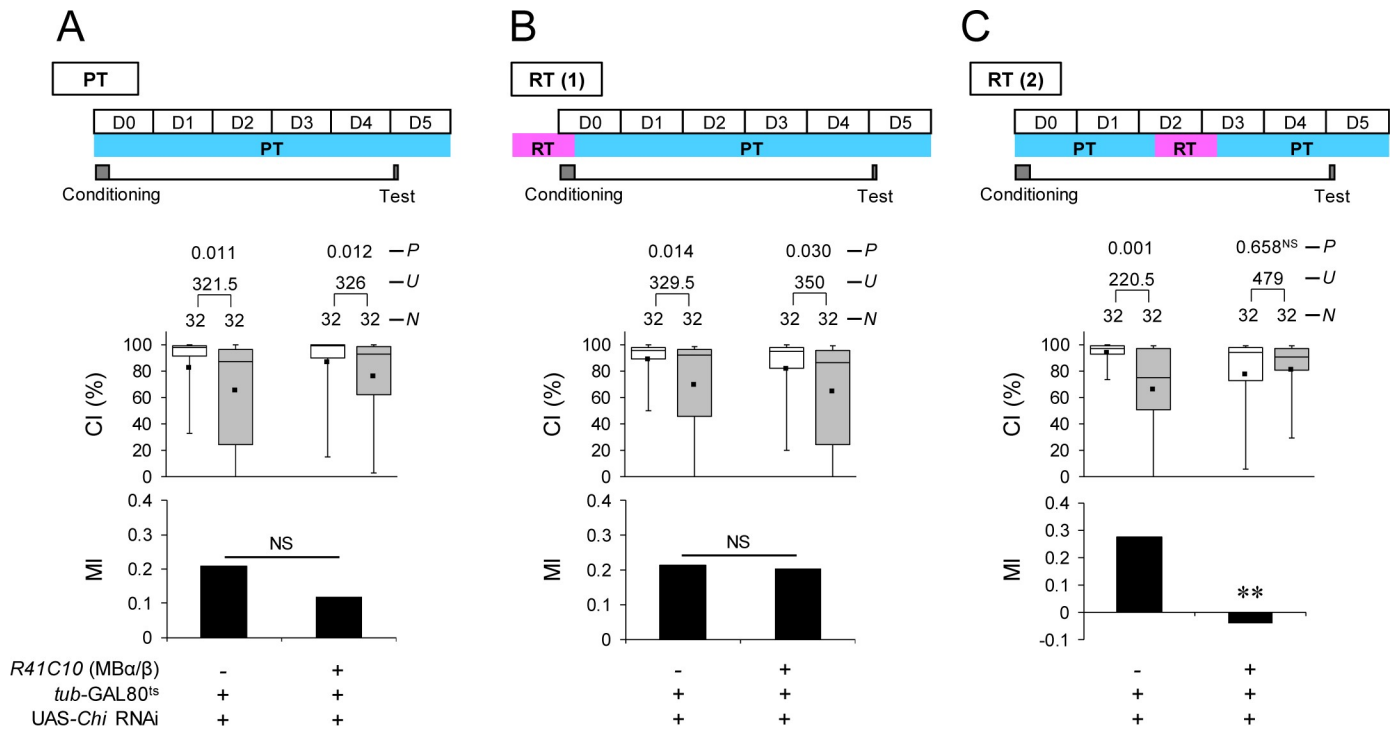 A
PT
D0 D1 D2 D3 D4 D5
PT
Conditioning Test
0.011 0.012 —P
321.5 326 —U
32 32 32 32 —N
100
80
60
40
20
0
CI (%)
0.4
0.3
0.2
0.1
0
MI
NS
B
RT (1)
D0 D1 D2 D3 D4 D5
RT PT
Conditioning Test
0.014 0.030 —P
329.5 350 —U
32 32 32 32 —N
100
80
60
40
20
0
CI (%)
0.4
0.3
0.2
0.1
0
MI
NS
C
RT (2)
D0 D1 D2 D3 D4 D5
PT RT PT
Conditioning Test
0.001 0.658ᴺˢ —P
220.5 479 —U
32 32 32 32 —N
100
80
60
40
20
0
CI (%)
0.4
0.3
0.2
0.1
0
-0.1
MI
**
R41C10 (MBα/β) - + - + - +
tub-GAL80ᵗˢ + + + + + +
UAS-Chi RNAi + + + + + +